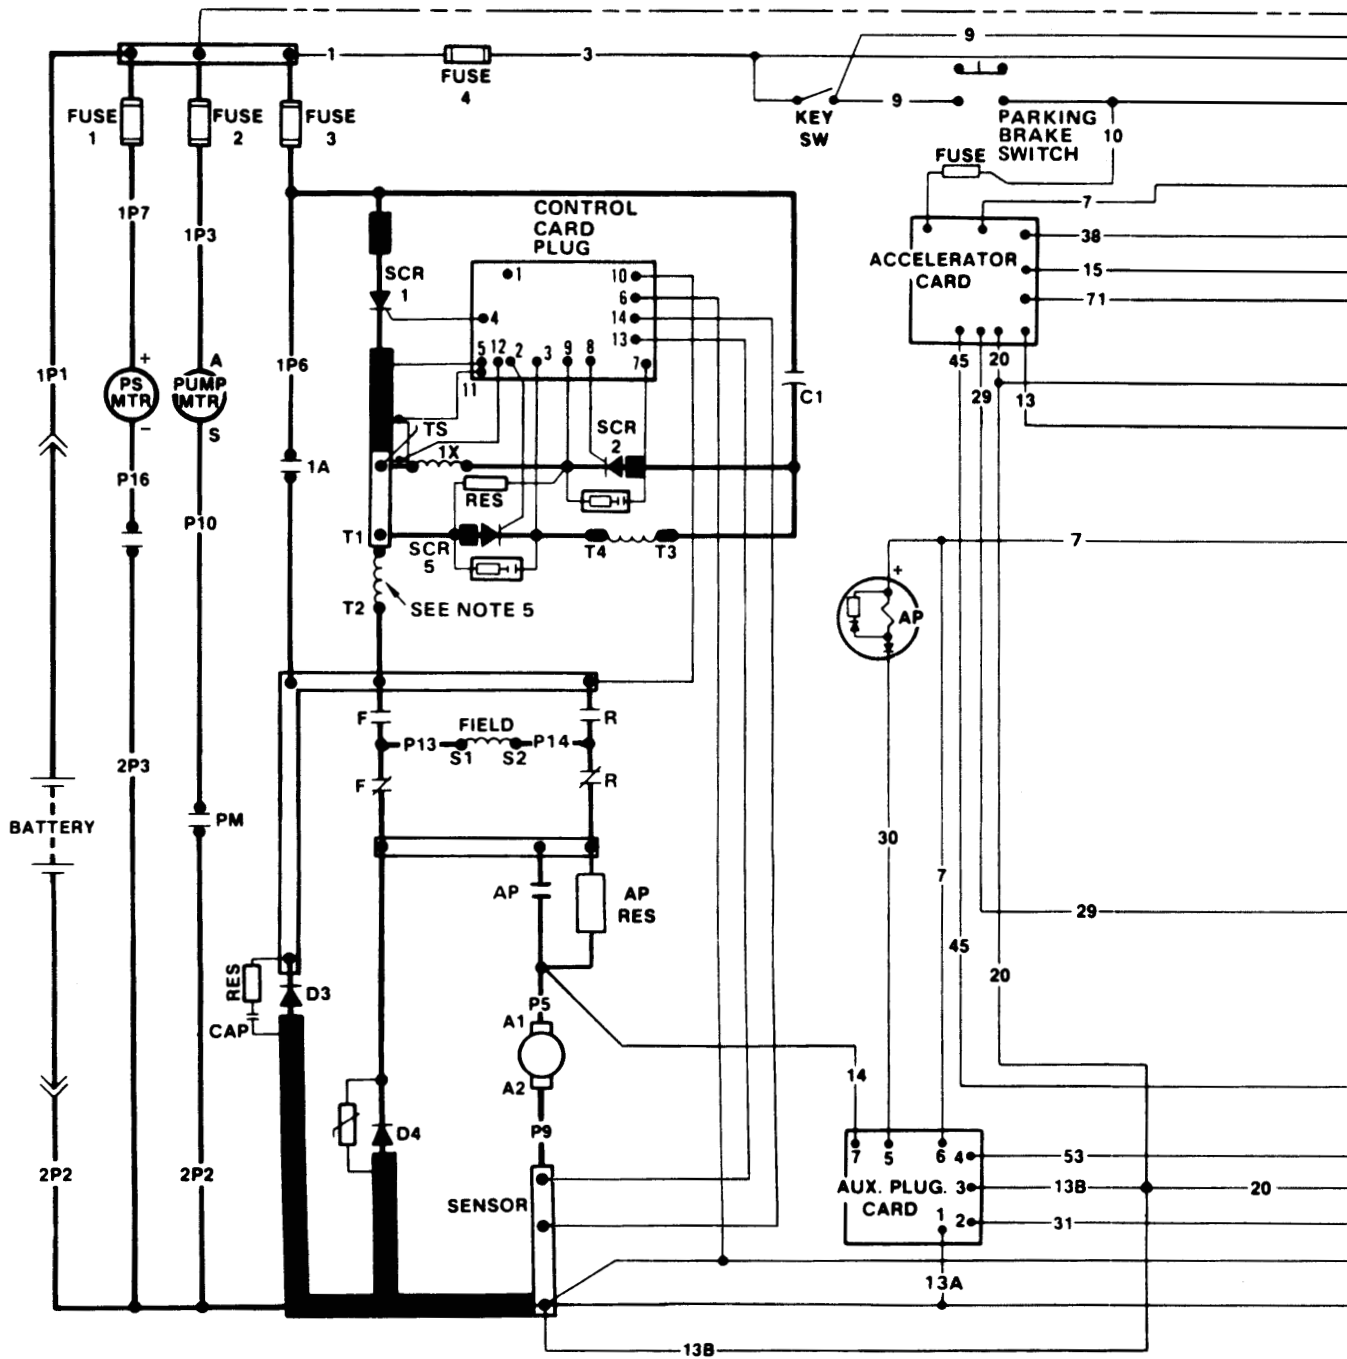 1
3
9
FUSE
4
9
KEY
SW
PARKING
BRAKE
SWITCH
10
FUSE
1
FUSE
2
FUSE
3
FUSE
7
38
15
71
ACCELERATOR
CARD
45
20
29
13
1P7
1P3
CONTROL
CARD
PLUG
SCR
1
1
10
6
14
13
4
5
12
2
3
9
8
7
11
1P1
1P6
+
PS
MTR
−
A
PUMP
MTR
S
C1
TS
1X
SCR
2
RES
1A
P16
P10
T1
SCR
5
T4
T3
T2
SEE NOTE 5
7
+
AP
F
FIELD
R
P13
S1
S2
P14
F
R
2P3
PM
BATTERY
30
7
AP
AP
RES
29
45
20
RES
D3
CAP
P5
A1
A2
14
D4
P9
2P2
2P2
SENSOR
7
5
6
4
53
AUX. PLUG.
CARD
3
13B
20
1
2
31
13A
13B